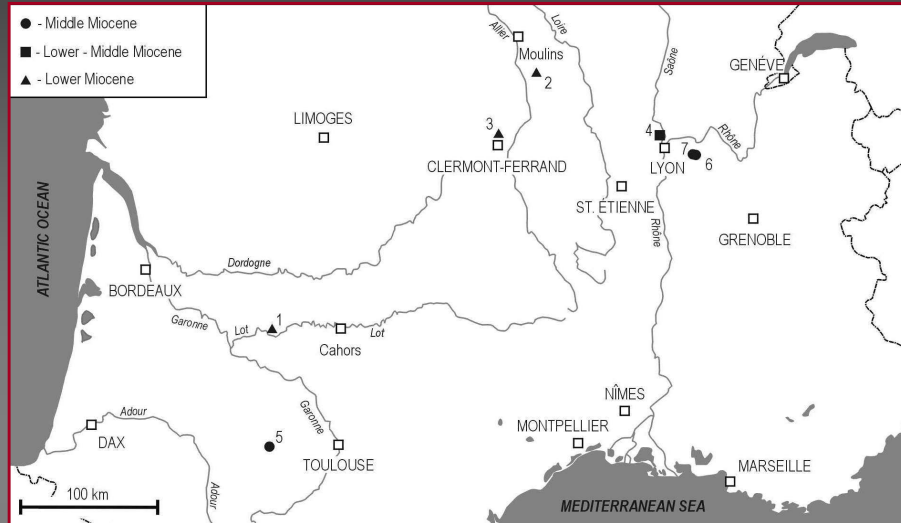 - Middle Miocene
- Lower - Middle Miocene
- Lower Miocene
Allier
Loire
Moulins
2
Saône
GENÉVE
LIMOGES
3
CLERMONT-FERRAND
4
Rhône
7
6
LYON
ST. ÉTIENNE
Rhône
GRENOBLE
ATLANTIC OCEAN
Dordogne
BORDEAUX
Garonne
Lot
1
Lot
Cahors
Adour
DAX
5
Garonne
TOULOUSE
NÎMES
MONTPELLIER
MARSEILLE
100 km
Adour
MEDITERRANEAN SEA